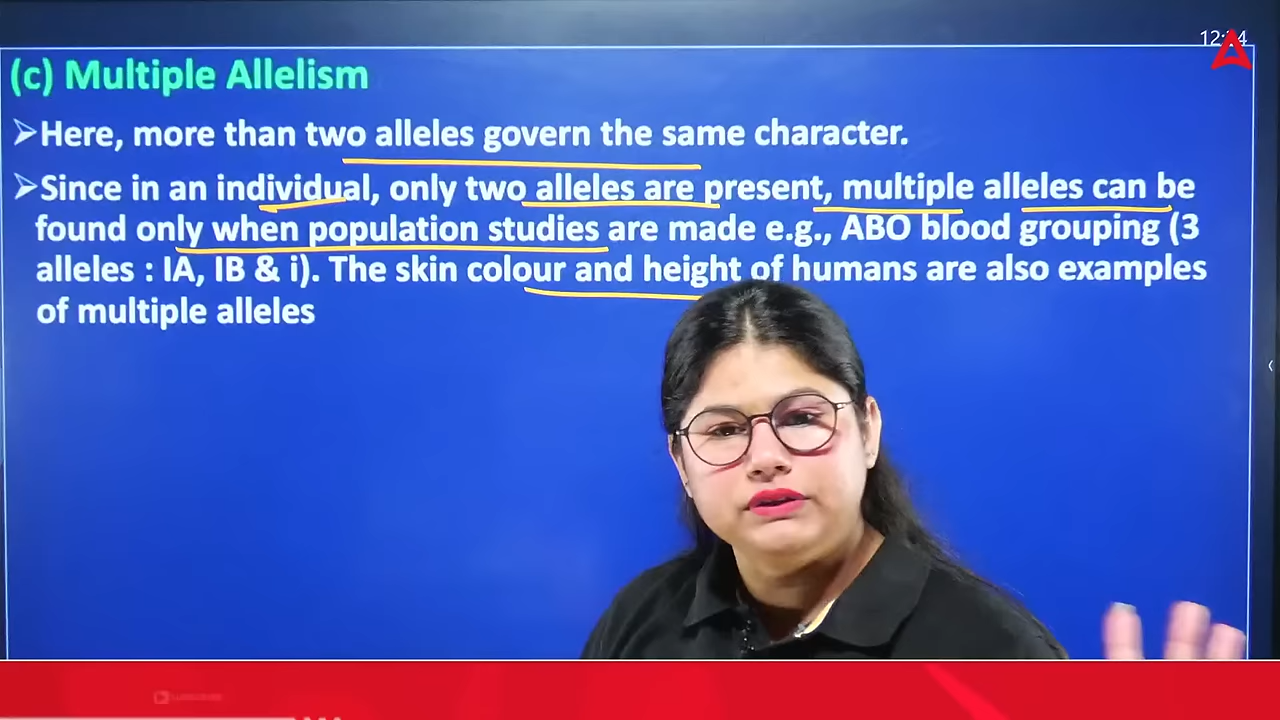 (c) Multiple Allelism
➢Here, more than two alleles govern the same character.
➢Since in an individual, only two alleles are present, multiple alleles can be
found only when population studies are made e.g., ABO blood grouping (3
alleles : IA, IB & i). The skin colour and height of humans are also examples
of multiple alleles